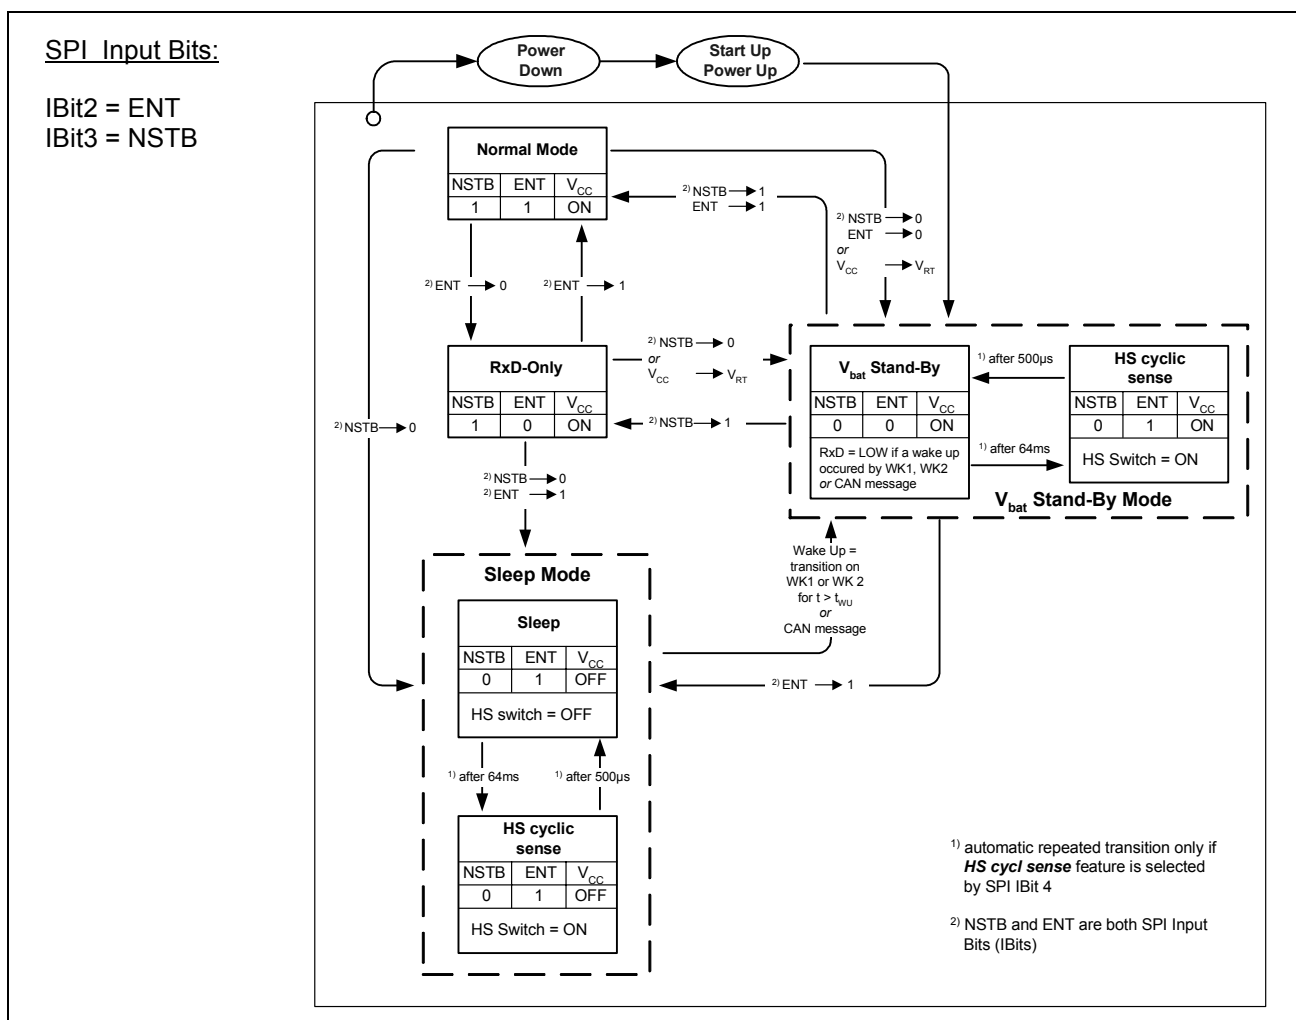 SPI Input Bits:
IBit2 = ENT
IBit3 = NSTB
Power
Down
Start Up
Power Up
Normal Mode
NSTB ENT VCC
1 1 ON
2) NSTB → 1
ENT → 1
2) NSTB → 0
ENT → 0
or
VCC → VRT
2) ENT → 0
2) ENT → 1
RxD-Only
NSTB ENT VCC
1 0 ON
2) NSTB → 0
or
VCC → VRT
2) NSTB → 1
2) NSTB → 0
Vbat Stand-By
NSTB ENT VCC
0 0 ON
RxD = LOW if a wake up
occured by WK1, WK2
or CAN message
1) after 500µs
1) after 64ms
HS cyclic
sense
NSTB ENT VCC
0 1 ON
HS Switch = ON
Vbat Stand-By Mode
2) NSTB → 0
2) ENT → 1
Wake Up =
transition on
WK1 or WK 2
for t > tWU
or
CAN message
2) ENT → 1
Sleep Mode
Sleep
NSTB ENT VCC
0 1 OFF
HS switch = OFF
1) after 64ms
1) after 500µs
HS cyclic
sense
NSTB ENT VCC
0 1 OFF
HS Switch = ON
1) automatic repeated transition only if
HS cycl sense feature is selected
by SPI IBit 4
2) NSTB and ENT are both SPI Input
Bits (IBits)